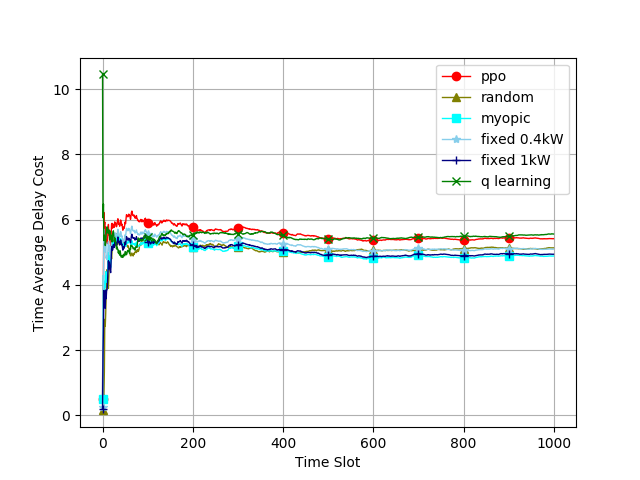 10
8
6
4
2
0
Time Average Delay Cost
ppo
random
myopic
fixed 0.4kW
fixed 1kW
q learning
0 200 400 600 800 1000
Time Slot